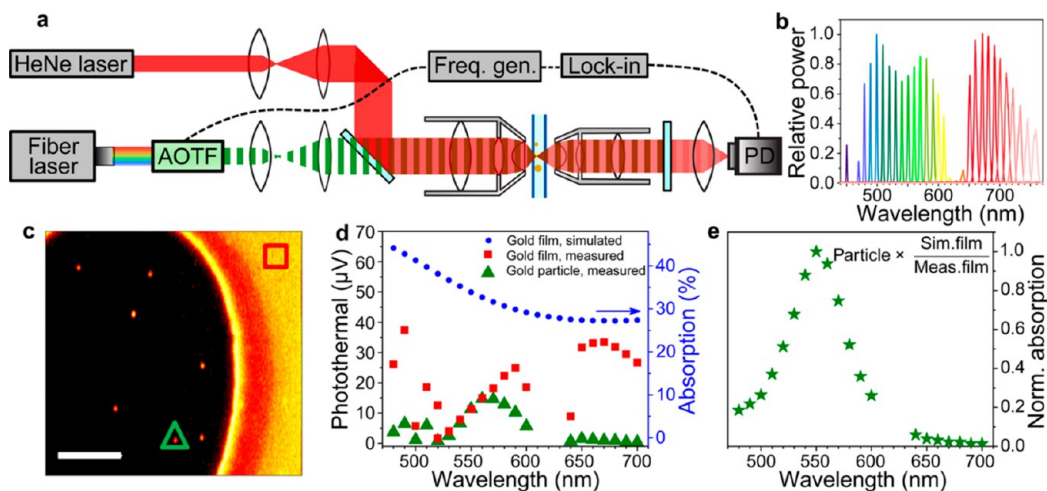 a
HeNe laser
Freq. gen.
Lock-in
Fiber
laser
AOTF
PD
b
Relative power
1.0
0.8
0.6
0.4
0.2
0.0
500 600 700
Wavelength (nm)
c
d
Photothermal (μV)
70
60
50
40
30
20
10
0
Gold film, simulated
Gold film, measured
Gold particle, measured
40
30
20
10
0
Absorption (%)
500 550 600 650 700
Wavelength (nm)
e
Particle × Sim.film
Meas.film
1.0
0.8
0.6
0.4
0.2
0.0
Norm. absorption
500 550 600 650 700
Wavelength (nm)